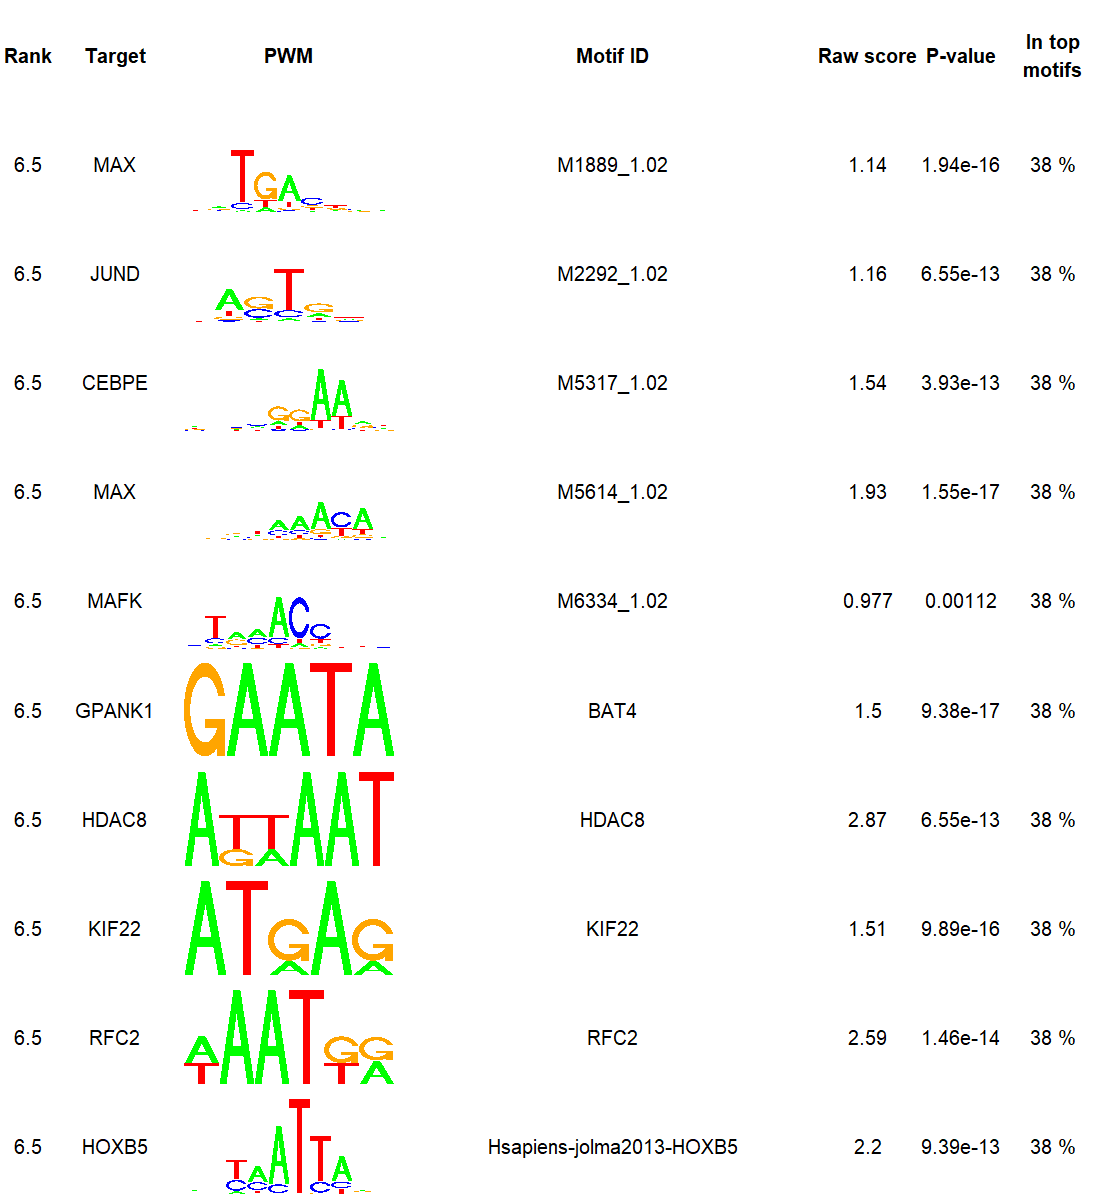 Rank Target PWM Motif ID Raw score P-value In top motifs
6.5 MAX M1889_1.02 1.14 1.94e-16 38 %
6.5 JUND M2292_1.02 1.16 6.55e-13 38 %
6.5 CEBPE M5317_1.02 1.54 3.93e-13 38 %
6.5 MAX M5614_1.02 1.93 1.55e-17 38 %
6.5 MAFK M6334_1.02 0.977 0.00112 38 %
6.5 GPANK1 GAATA BAT4 1.5 9.38e-17 38 %
6.5 HDAC8 HDAC8 2.87 6.55e-13 38 %
6.5 KIF22 KIF22 1.51 9.89e-16 38 %
6.5 RFC2 RFC2 2.59 1.46e-14 38 %
6.5 HOXB5 Hsapiens-jolma2013-HOXB5 2.2 9.39e-13 38 %